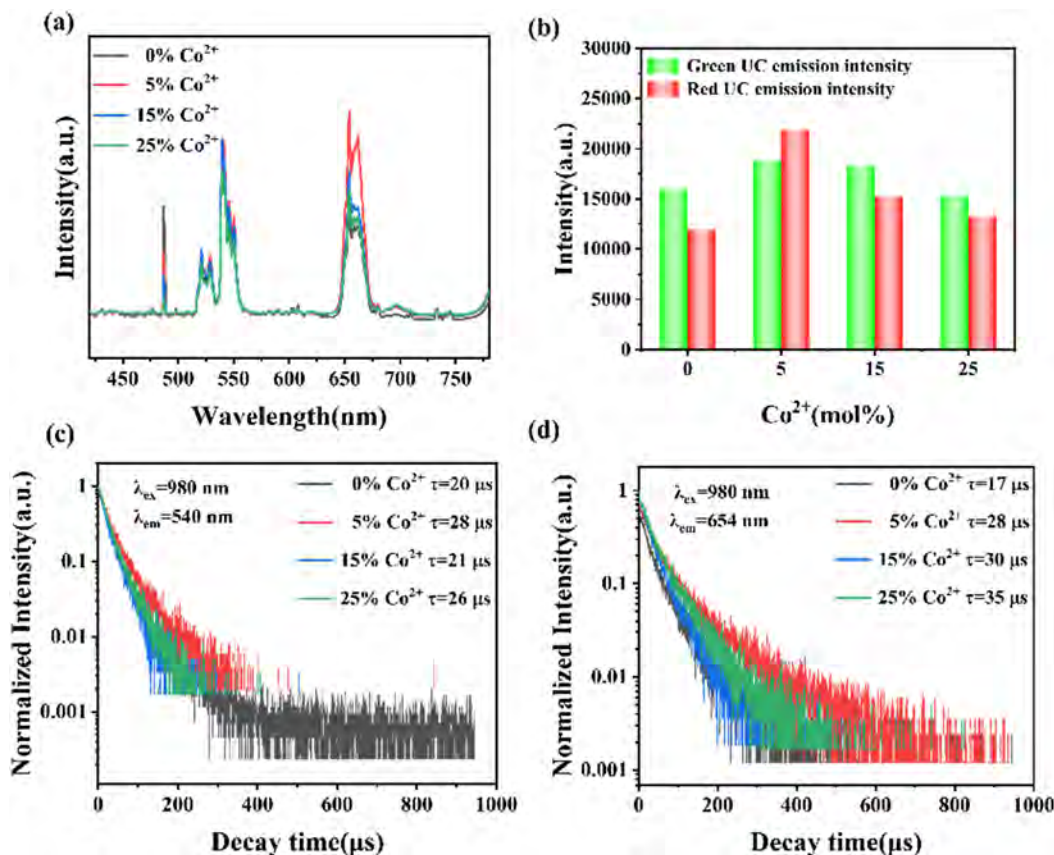 (a)
0% Co²⁺
5% Co²⁺
15% Co²⁺
25% Co²⁺
Intensity(a.u.)
450 500 550 600 650 700 750
Wavelength(nm)
(b)
30000
25000
20000
15000
10000
5000
0
Green UC emission intensity
Red UC emission intensity
Intensity(a.u.)
0 5 15 25
Co²⁺(mol%)
(c)
λex=980 nm
λem=540 nm
0% Co²⁺ τ=20 μs
5% Co²⁺ τ=28 μs
15% Co²⁺ τ=21 μs
25% Co²⁺ τ=26 μs
1
0.1
0.01
0.001
Normalized Intensity(a.u.)
0 200 400 600 800 1000
Decay time(μs)
(d)
λex=980 nm
λem=654 nm
0% Co²⁺ τ=17 μs
5% Co²⁺ τ=28 μs
15% Co²⁺ τ=30 μs
25% Co²⁺ τ=35 μs
1
0.1
0.01
0.001
Normalized Intensity(a.u.)
0 200 400 600 800 1000
Decay time(μs)